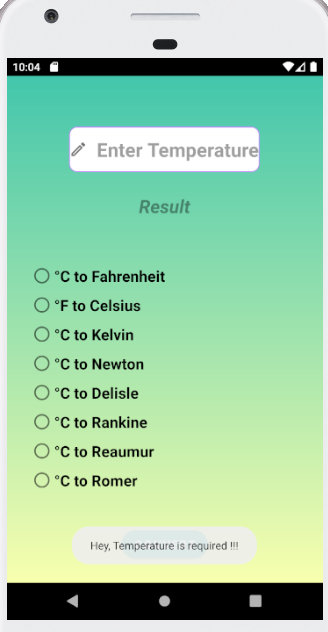 10:04
Enter Temperature
Result
°C to Fahrenheit
°F to Celsius
°C to Kelvin
°C to Newton
°C to Delisle
°C to Rankine
°C to Reaumur
°C to Romer
Hey, Temperature is required !!!